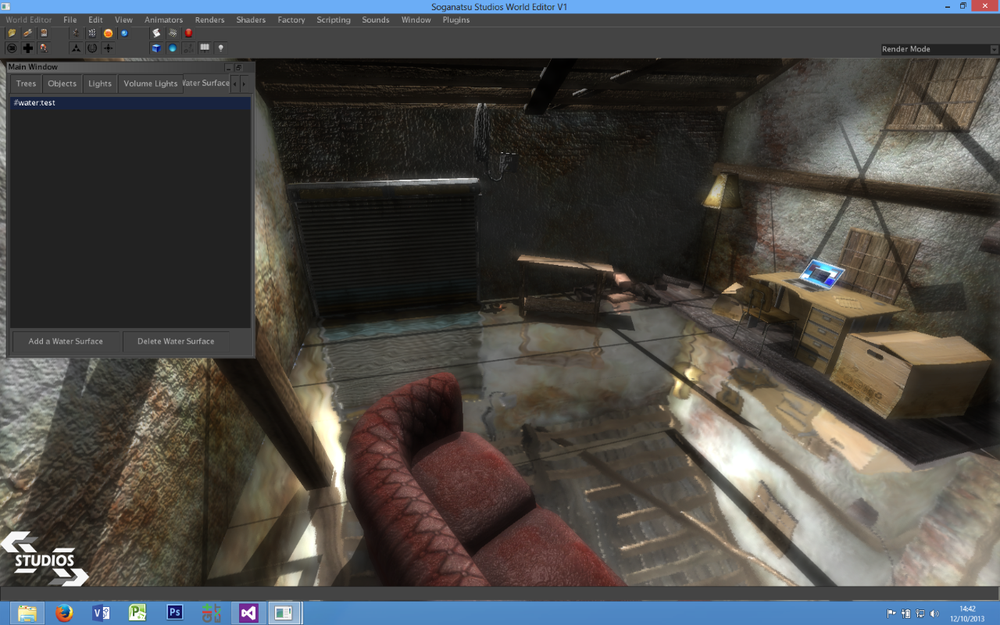 Soganatsu Studios World Editor V1
World Editor File Edit View Animators Renders Shaders Factory Scripting Sounds Window Plugins
Render Mode
Main Window
Trees Objects Lights Volume Lights Water Surface
#water:test
Add a Water Surface Delete Water Surface
STUDIOS
V
P
Ps
14:42
12/10/2013